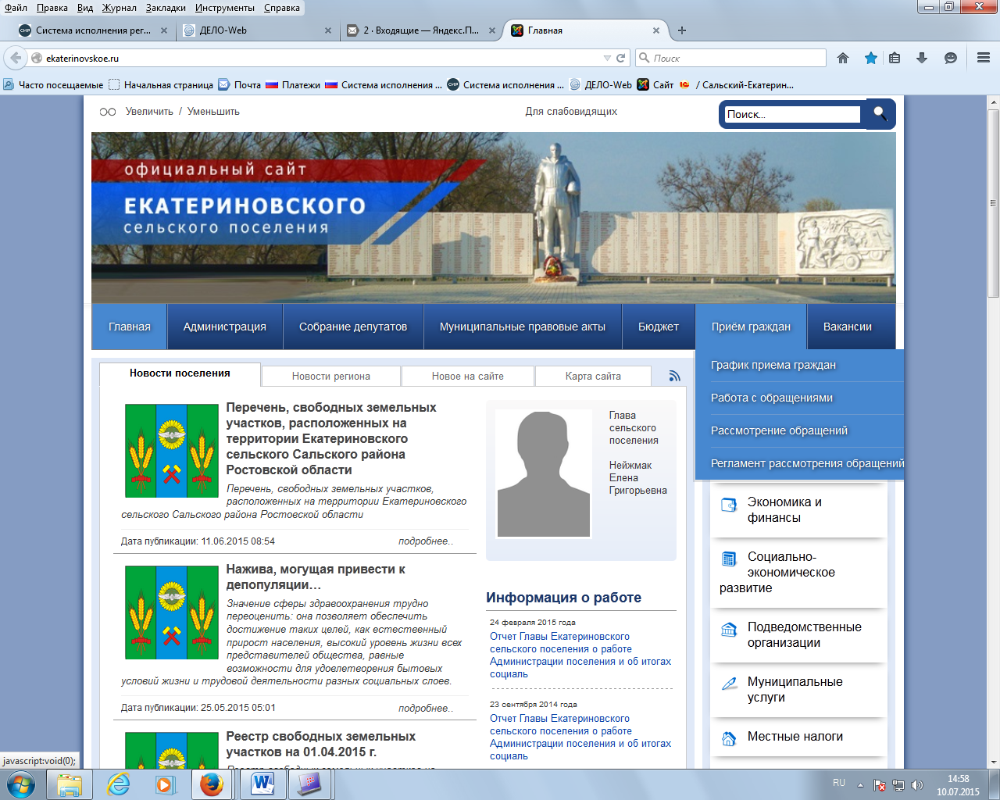 Файл Правка Вид Журнал Закладки Инструменты Справка
Система исполнения рег... ДЕЛО-Web 2 · Входящие — Яндекс.П... Главная
ekaterinovskoe.ru Поиск
Часто посещаемые Начальная страница Почта Платежи Система исполнения ... Система исполнения ... ДЕЛО-Web Сайт / Сальский-Екатерин...
Увеличить / Уменьшить Для слабовидящих Поиск...
официальный сайт
ЕКАТЕРИНОВСКОГО
сельского поселения
Главная Администрация Собрание депутатов Муниципальные правовые акты Бюджет Приём граждан Вакансии
График приема граждан
Работа с обращениями
Рассмотрение обращений
Регламент рассмотрения обращений
Новости поселения Новости региона Новое на сайте Карта сайта
Перечень, свободных земельных
участков, расположенных на
территории Екатериновского
сельского Сальского района
Ростовской области
Перечень, свободных земельных участков,
расположенных на территории Екатериновского
сельского Сальского района Ростовской области
Дата публикации: 11.06.2015 08:54 подробнее..
Нажива, могущая привести к
депопуляции...
Значение сферы здравоохранения трудно
переоценить: она позволяет обеспечить
достижение таких целей, как естественный
прирост населения, высокий уровень жизни всех
представителей общества, равные
возможности для удовлетворения бытовых
условий жизни и трудовой деятельности разных социальных слоев.
Дата публикации: 25.05.2015 05:01 подробнее..
Реестр свободных земельных
участков на 01.04.2015 г.
Глава
сельского
поселения
Нейжмак
Елена
Григорьевна
Информация о работе
24 февраля 2015 года
Отчет Главы Екатериновского
сельского поселения о работе
Администрации поселения и об итогах
социаль
23 сентября 2014 года
Отчет Главы Екатериновского
сельского поселения о работе
Администрации поселения и об итогах
социаль
Экономика и
финансы
Социально-
экономическое
развитие
Подведомственные
организации
Муниципальные
услуги
Местные налоги
javascript:void(0);
RU 14:58
10.07.2015